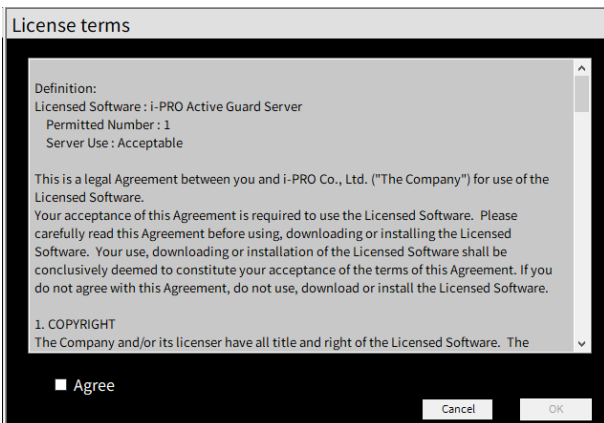 License terms
Definition:
Licensed Software : i-PRO Active Guard Server
Permitted Number : 1
Server Use : Acceptable
This is a legal Agreement between you and i-PRO Co., Ltd. ("The Company") for use of the
Licensed Software.
Your acceptance of this Agreement is required to use the Licensed Software.  Please
carefully read this Agreement before using, downloading or installing the Licensed
Software.  Your use, downloading or installation of the Licensed Software shall be
conclusively deemed to constitute your acceptance of the terms of this Agreement. If you
do not agree with this Agreement, do not use, download or install the Licensed Software.
1. COPYRIGHT
The Company and/or its licenser have all title and right of the Licensed Software.  The
Agree
Cancel
OK